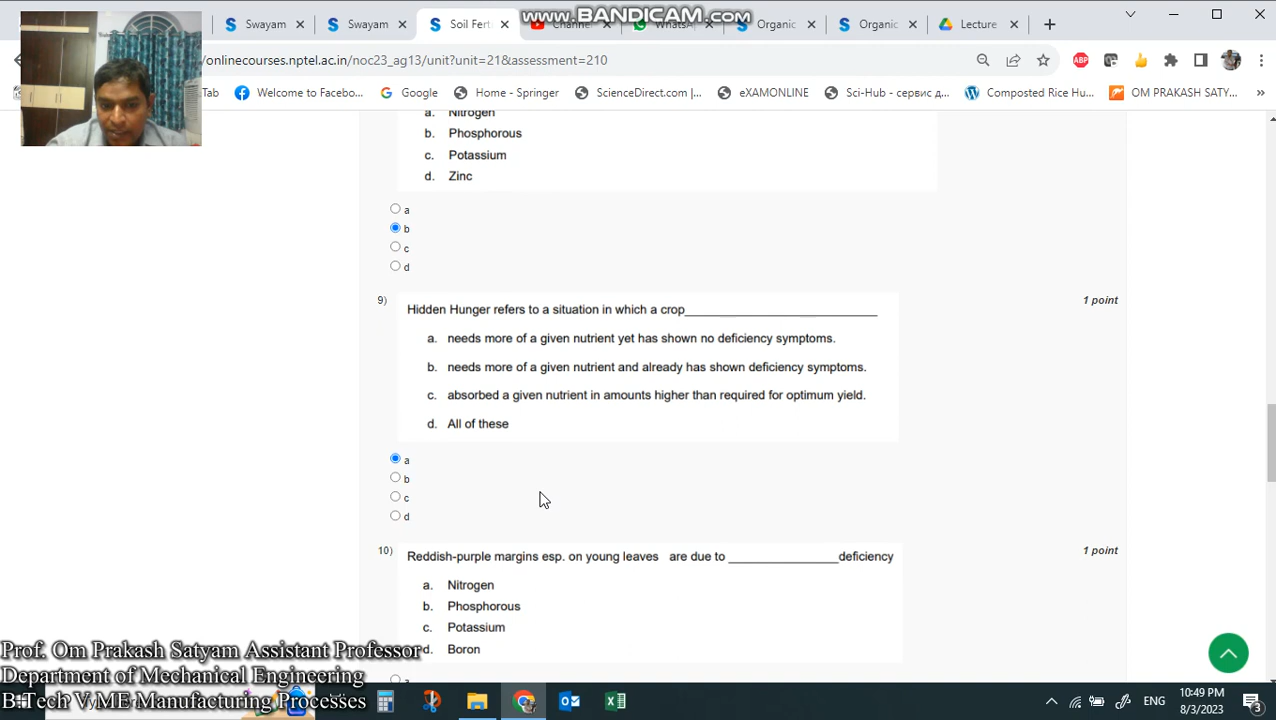 www.BANDICAM.com
Swayam
Swayam
Soil Fert
Channel
WhatsA
Organic
Organic
Lecture
onlinecourses.nptel.ac.in/noc23_ag13/unit?unit=21&assessment=210
ABP
Tab
Welcome to Facebo...
Google
Home - Springer
ScienceDirect.com |...
eXAMONLINE
Sci-Hub - сервис д...
Composted Rice Hu...
OM PRAKASH SATY...
a. Nitrogen
b. Phosphorous
c. Potassium
d. Zinc
a
b
c
d
9)
Hidden Hunger refers to a situation in which a crop____________________________
1 point
a. needs more of a given nutrient yet has shown no deficiency symptoms.
b. needs more of a given nutrient and already has shown deficiency symptoms.
c. absorbed a given nutrient in amounts higher than required for optimum yield.
d. All of these
a
b
c
d
10)
Reddish-purple margins esp. on young leaves are due to ________________deficiency
1 point
a. Nitrogen
b. Phosphorous
c. Potassium
d. Boron
a
Prof. Om Prakash Satyam Assistant Professor
Department of Mechanical Engineering
B.Tech V ME Manufacturing Processes
ENG
10:49 PM
8/3/2023
3